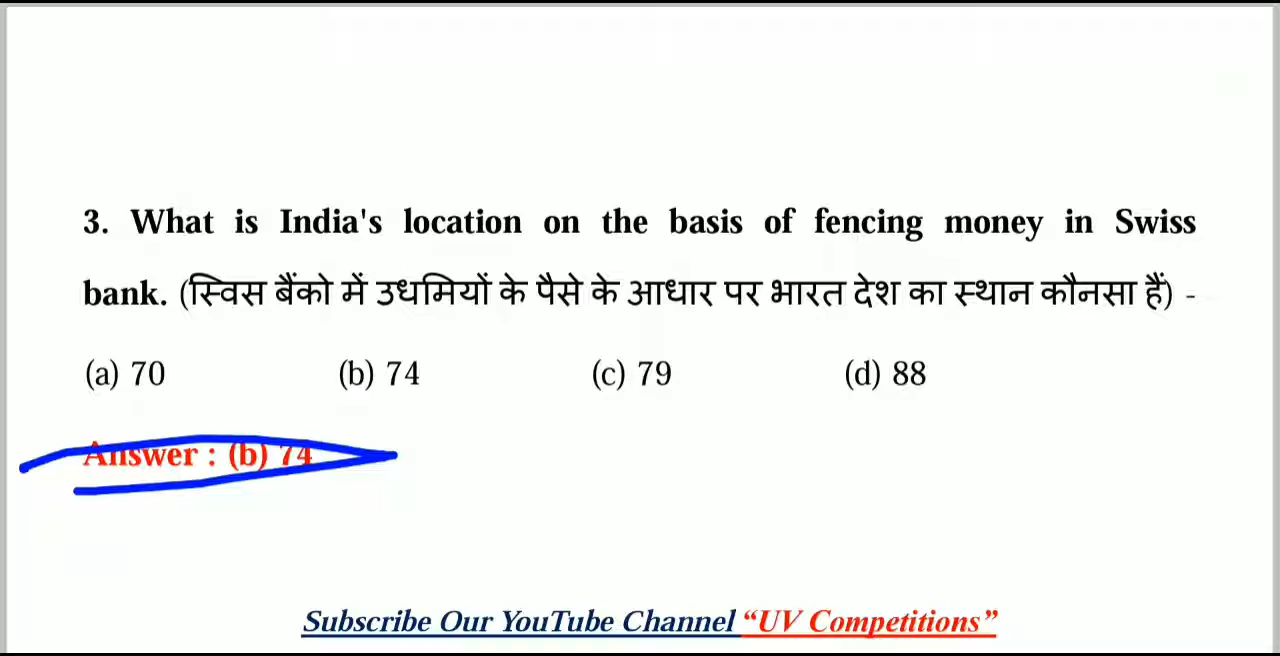 3. What is India's location on the basis of fencing money in Swiss
bank. (स्विस बैंको में उधमियों के पैसे के आधार पर भारत देश का स्थान कौनसा हैं) -
(a) 70 (b) 74 (c) 79 (d) 88
Answer : (b) 74
Subscribe Our YouTube Channel “UV Competitions”